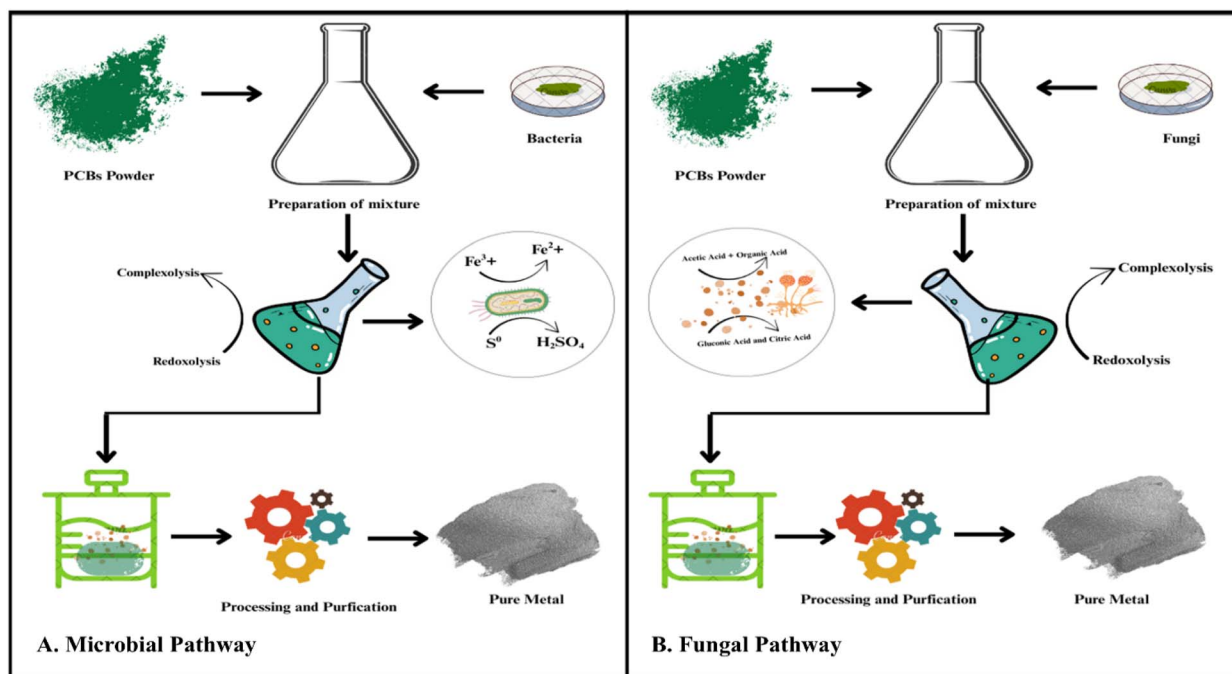 PCBs Powder
Bacteria
Preparation of mixture
Complexolysis
Redoxolysis
Fe³+
Fe²+
S⁰
H₂SO₄
Processing and Purfication
Pure Metal
A. Microbial Pathway
PCBs Powder
Fungi
Preparation of mixture
Acetic Acid + Organic Acid
Gluconic Acid and Citric Acid
Complexolysis
Redoxolysis
Processing and Purfication
Pure Metal
B. Fungal Pathway